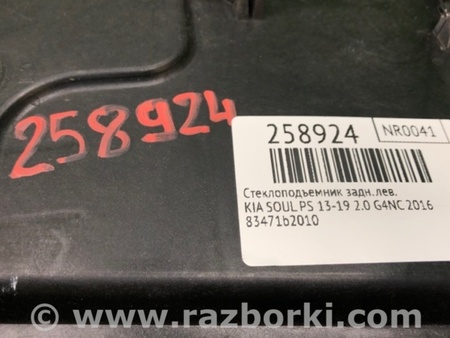 258924
258924
NR0041
Стеклоподъемник задн.лев.
KIA SOUL PS 13-19 2.0 G4NC 2016
83471b2010
www.razborki.com